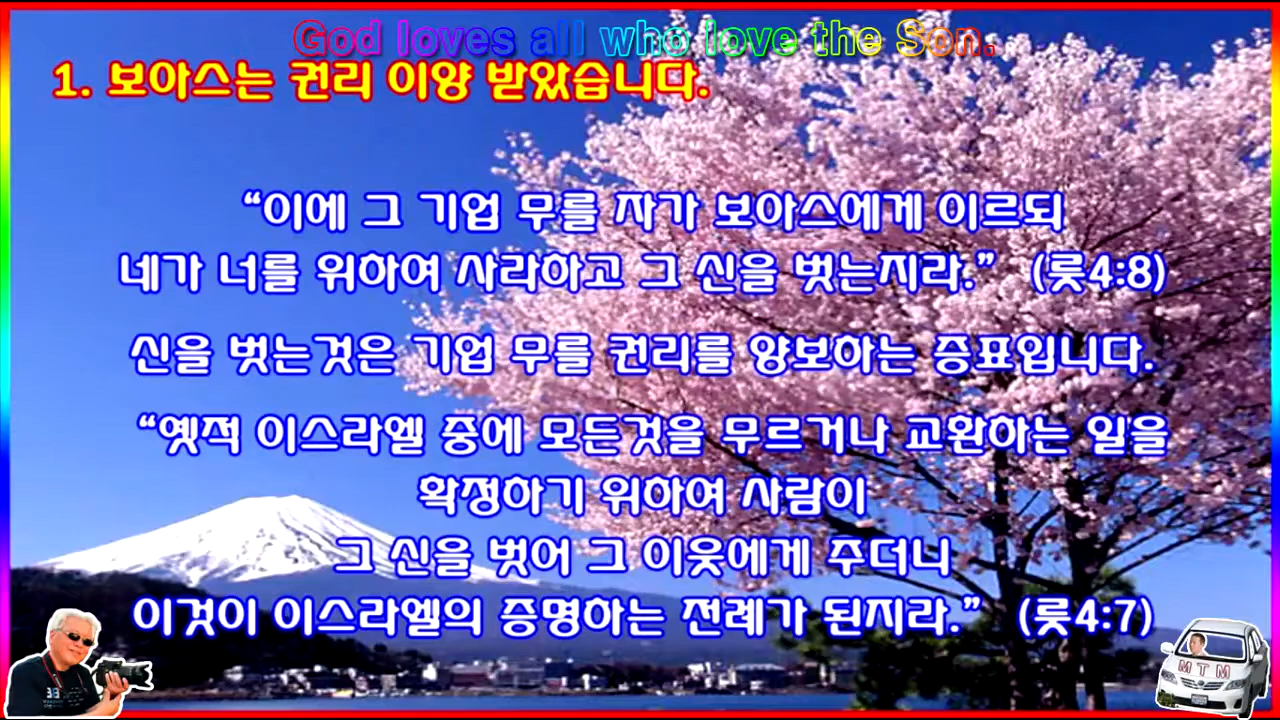 God loves all who love the Son.
1. 보아스는 권리 이양 받았습니다.
“이에 그 기업 무를 자가 보아스에게 이르되
네가 너를 위하여 사라하고 그 신을 벗는지라.” (룻4:8)
신을 벗는것은 기업 무를 권리를 양보하는 증표입니다.
“옛적 이스라엘 중에 모든것을 무르거나 교환하는 일을
확정하기 위하여 사람이
그 신을 벗어 그 이웃에게 주더니
이것이 이스라엘의 증명하는 전례가 된지라.” (룻4:7)
MTM